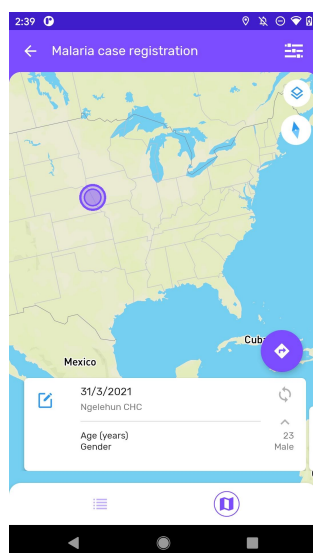 2:39
Malaria case registration
Cuba
Mexico
31/3/2021
Ngelehun CHC
Age (years) 23
Gender Male